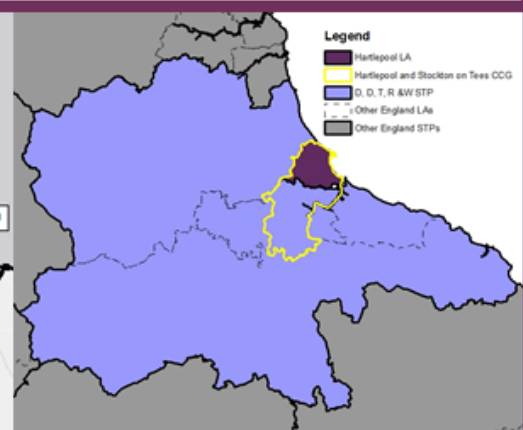 Legend
Hartlepool LA
Hartlepool and Stockton on Tees CCG
D, D, T, R &W STP
Other England LAs
Other England STPs